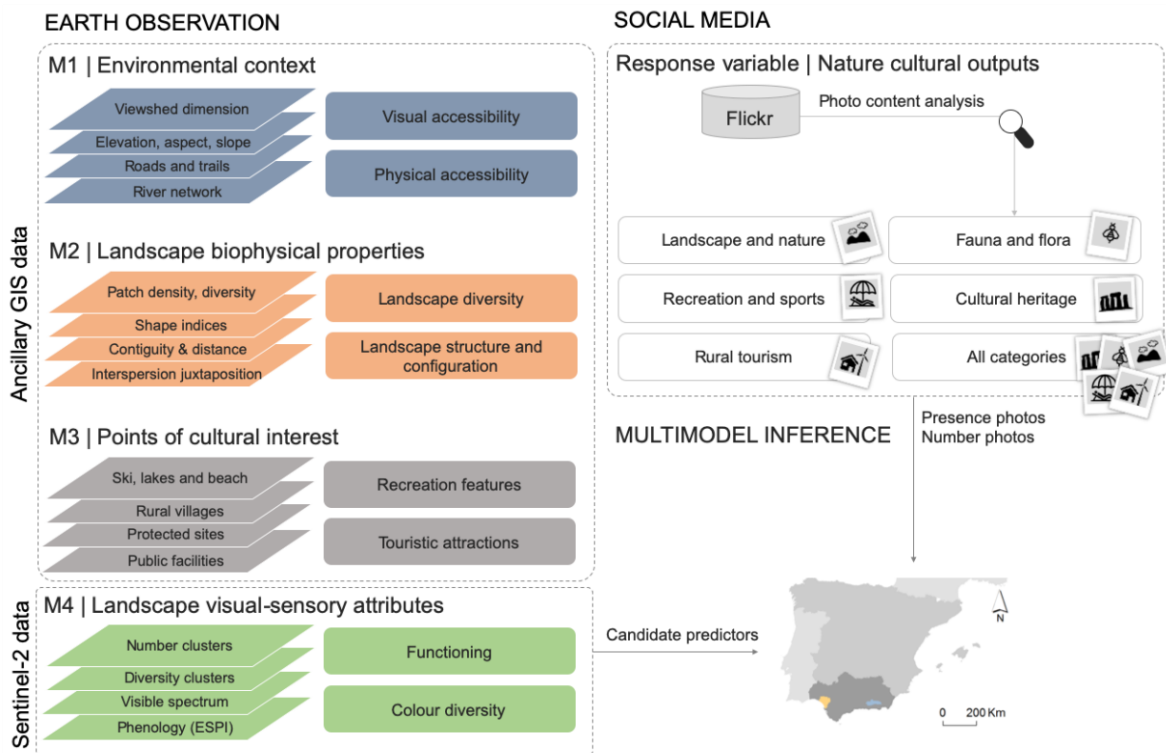 EARTH OBSERVATION
Ancillary GIS data
M1 | Environmental context
Viewshed dimension
Elevation, aspect, slope
Roads and trails
River network
Visual accessibility
Physical accessibility
M2 | Landscape biophysical properties
Patch density, diversity
Shape indices
Contiguity & distance
Interspersion juxtaposition
Landscape diversity
Landscape structure and
configuration
M3 | Points of cultural interest
Ski, lakes and beach
Rural villages
Protected sites
Public facilities
Recreation features
Touristic attractions
Sentinel-2 data
M4 | Landscape visual-sensory attributes
Number clusters
Diversity clusters
Visible spectrum
Phenology (ESPI)
Functioning
Colour diversity
SOCIAL MEDIA
Response variable | Nature cultural outputs
Flickr
Photo content analysis
Landscape and nature
Fauna and flora
Recreation and sports
Cultural heritage
Rural tourism
All categories
Presence photos
Number photos
MULTIMODEL INFERENCE
Candidate predictors
N
0 200 Km